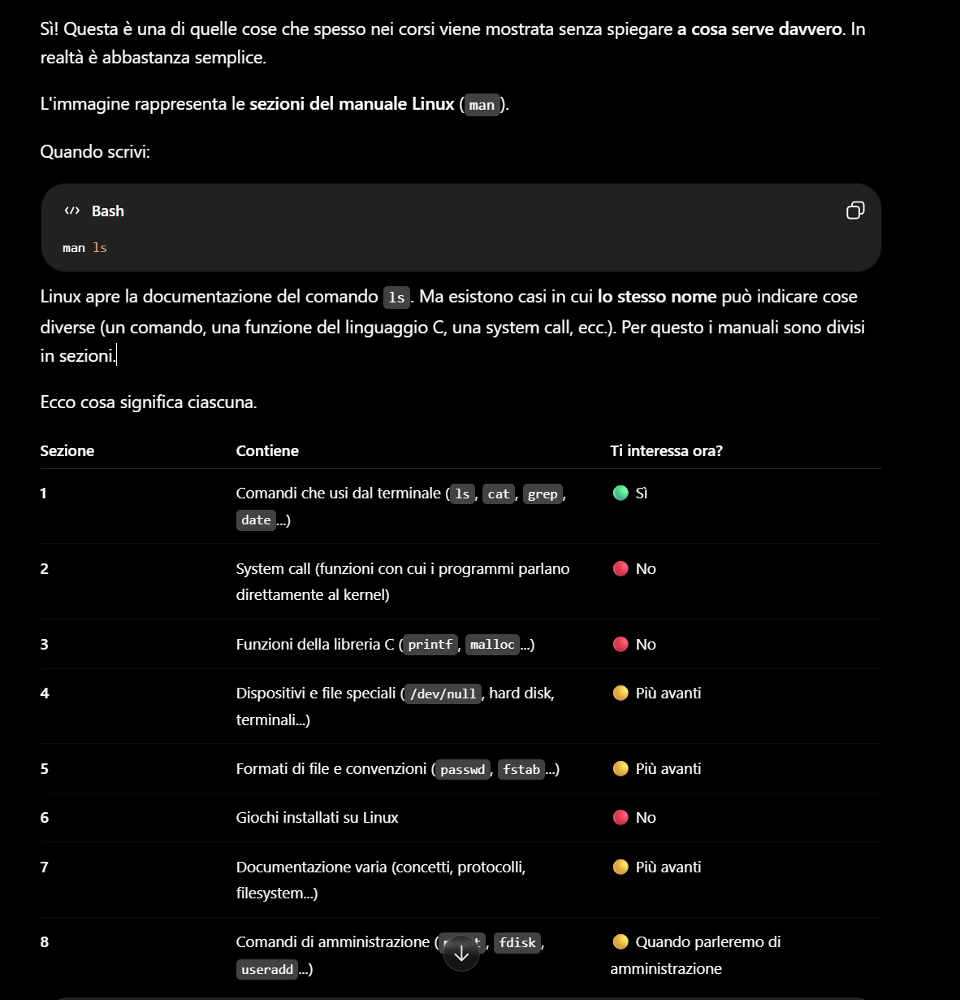 Sì! Questa è una di quelle cose che spesso nei corsi viene mostrata senza spiegare a cosa serve davvero. In
realtà è abbastanza semplice.
L'immagine rappresenta le sezioni del manuale Linux (man).
Quando scrivi:
</> Bash
man ls
Linux apre la documentazione del comando ls. Ma esistono casi in cui lo stesso nome può indicare cose
diverse (un comando, una funzione del linguaggio C, una system call, ecc.). Per questo i manuali sono divisi
in sezioni.
Ecco cosa significa ciascuna.
Sezione Contiene Ti interessa ora?
1 Comandi che usi dal terminale (ls, cat, grep, Sì
date...)
2 System call (funzioni con cui i programmi parlano No
direttamente al kernel)
3 Funzioni della libreria C (printf, malloc...) No
4 Dispositivi e file speciali (/dev/null, hard disk, Più avanti
terminali...)
5 Formati di file e convenzioni (passwd, fstab...) Più avanti
6 Giochi installati su Linux No
7 Documentazione varia (concetti, protocolli, Più avanti
filesystem...)
8 Comandi di amministrazione ( , fdisk, Quando parleremo di
useradd...) amministrazione